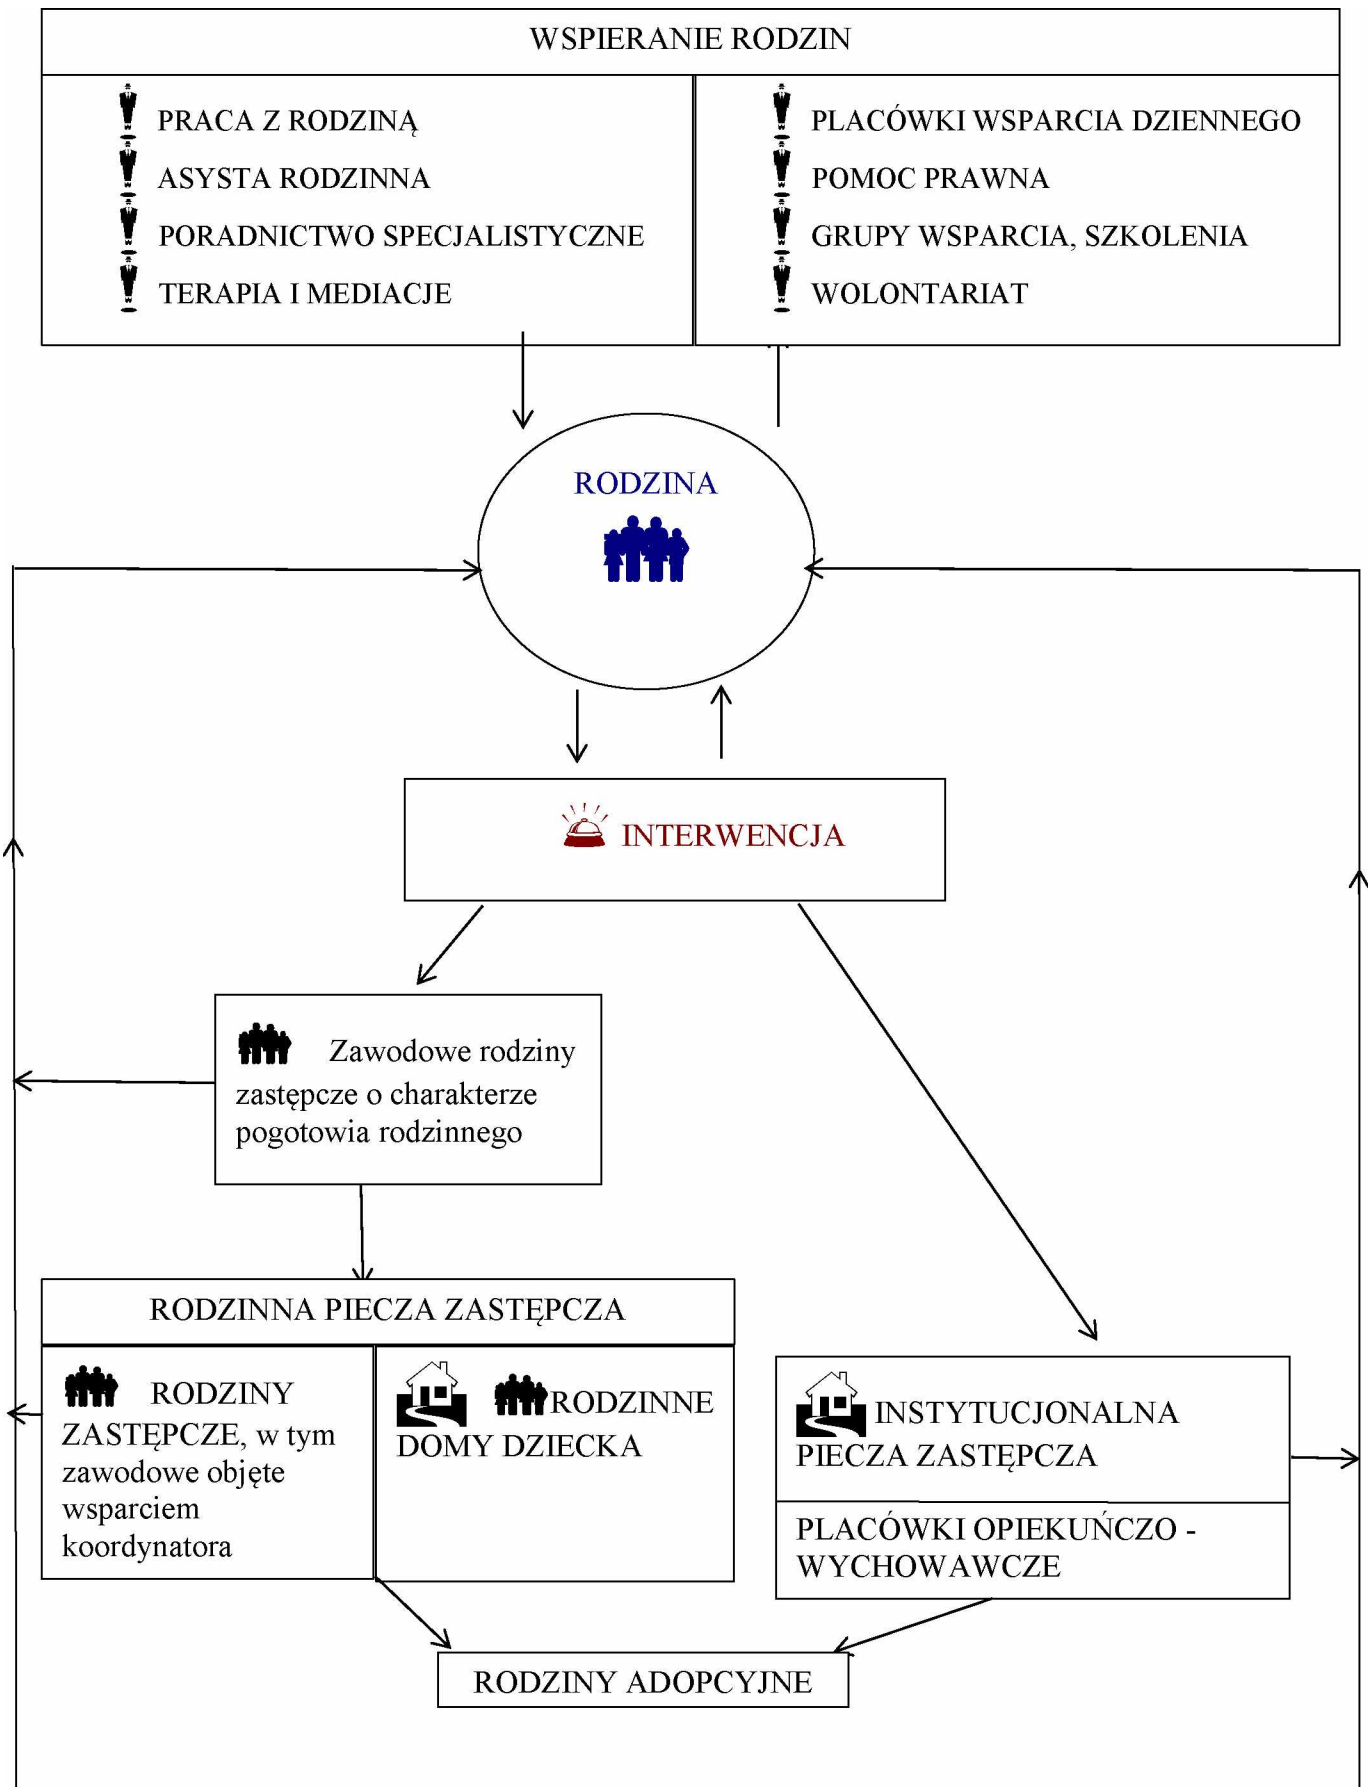 WSPIERANIE RODZIN
PRACA Z RODZINĄ
ASYSTA RODZINNA
PORADNICTWO SPECJALISTYCZNE
TERAPIA I MEDIACJE
PLACÓWKI WSPARCIA DZIENNEGO
POMOC PRAWNA
GRUPY WSPARCIA, SZKOLENIA
WOLONTARIAT
RODZINA
INTERWENCJA
Zawodowe rodziny
zastępcze o charakterze
pogotowia rodzinnego
RODZINNA PIECZA ZASTĘPCZA
RODZINY
ZASTĘPCZE, w tym
zawodowe objęte
wsparciem
koordynatora
RODZINNE
DOMY DZIECKA
INSTYTUCJONALNA
PIECZA ZASTĘPCZA
PLACÓWKI OPIEKUŃCZO -
WYCHOWAWCZE
RODZINY ADOPCYJNE